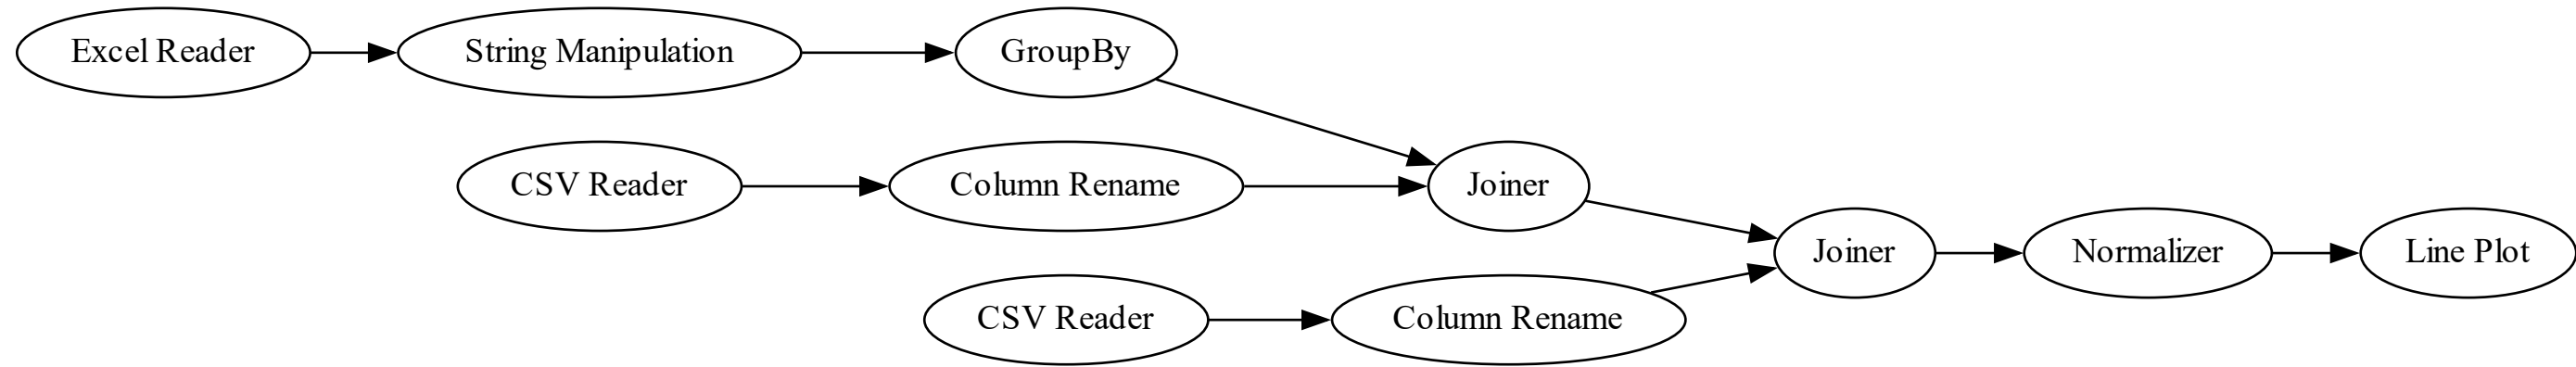 Excel Reader
String Manipulation
GroupBy
CSV Reader
Column Rename
Joiner
Joiner
Normalizer
Line Plot
CSV Reader
Column Rename